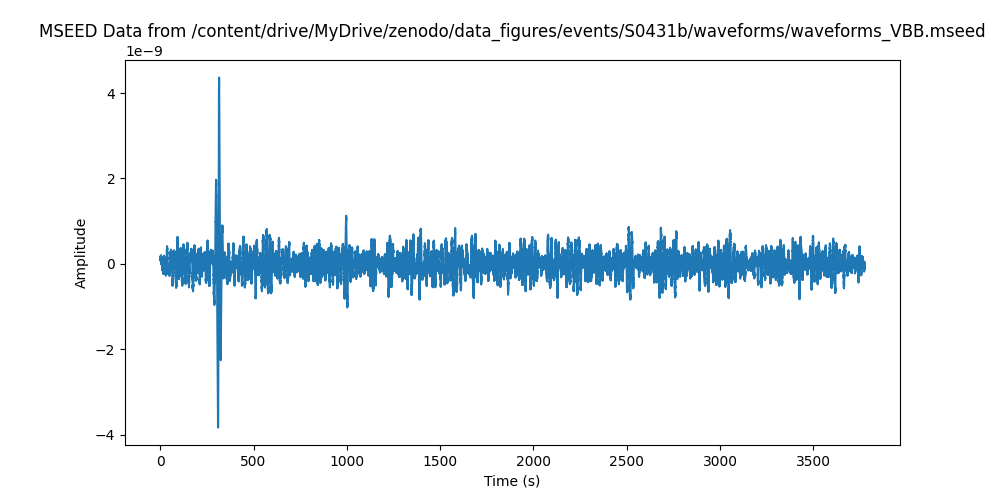 MSEED Data from /content/drive/MyDrive/zenodo/data_figures/events/S0431b/waveforms/waveforms_VBB.mseed
1e−9
4
2
0
−2
−4
Amplitude
0 500 1000 1500 2000 2500 3000 3500
Time (s)